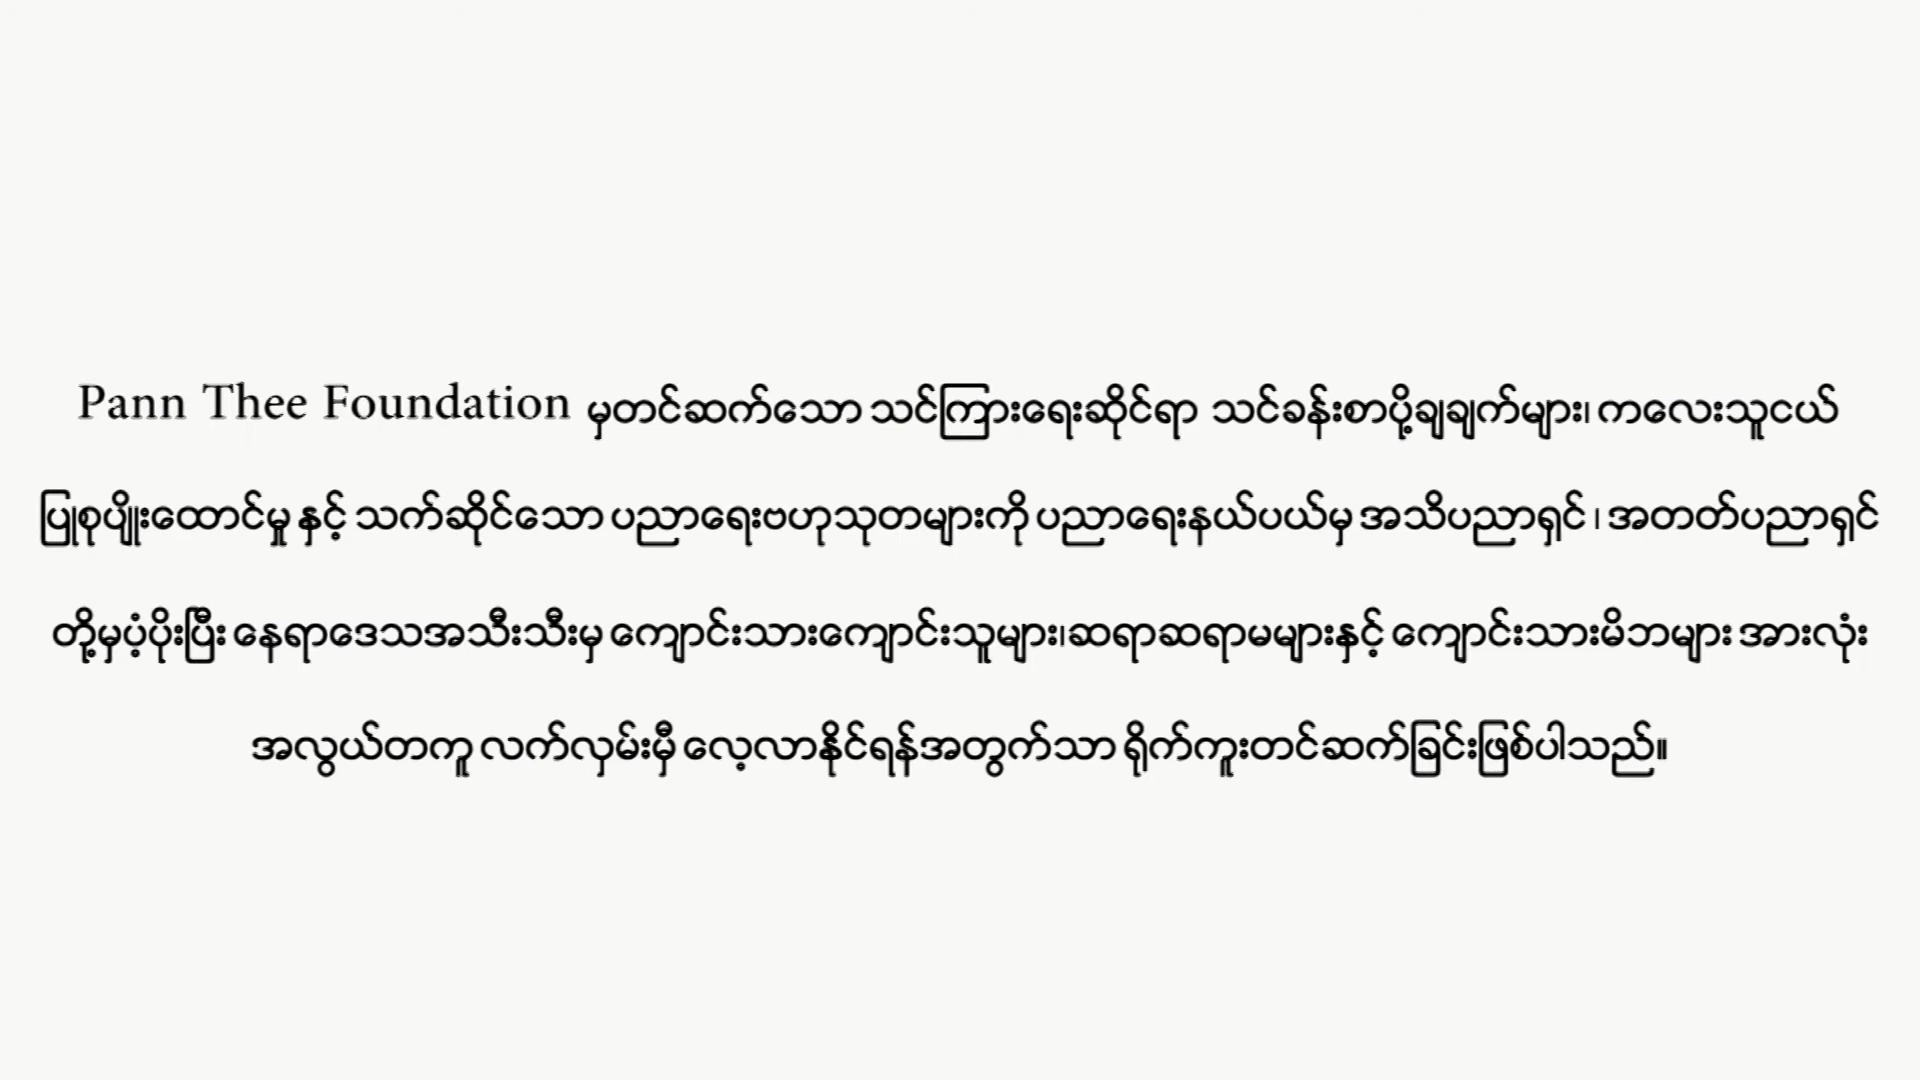 Pann Thee Foundation မှတင်ဆက်သော သင်ကြားရေးဆိုင်ရာ သင်ခန်းစာပို့ချချက်များ၊ ကလေးသူငယ်
ပြုစုပျိုးထောင်မှု နှင့် သက်ဆိုင်သော ပညာရေးဗဟုသုတများကို ပညာရေးနယ်ပယ်မှ အသိပညာရှင် ၊ အတတ်ပညာရှင်
တို့မှပံ့ပိုးပြီး နေရာဒေသအသီးသီးမှ ကျောင်းသားကျောင်းသူများ၊ဆရာဆရာမများနှင့် ကျောင်းသားမိဘများ အားလုံး
အလွယ်တကူ လက်လှမ်းမှီ လေ့လာနိုင်ရန်အတွက်သာ ရိုက်ကူးတင်ဆက်ခြင်းဖြစ်ပါသည်။